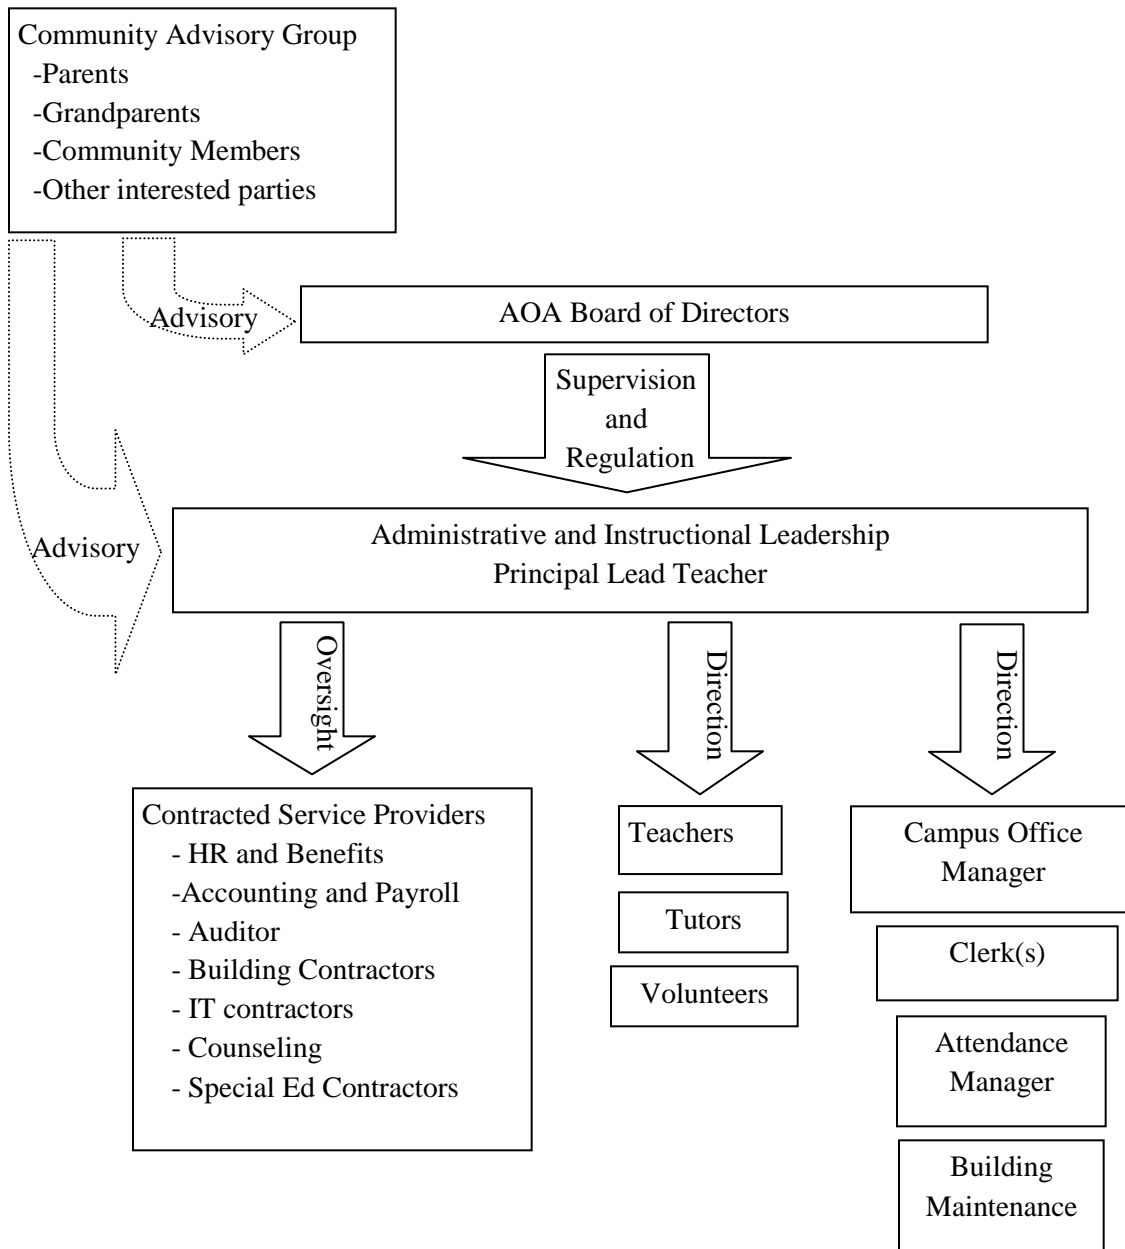 Community Advisory Group
-Parents
-Grandparents
-Community Members
-Other interested parties
Advisory
AOA Board of Directors
Supervision
and
Regulation
Advisory
Administrative and Instructional Leadership
Principal Lead Teacher
Oversight
Direction
Direction
Contracted Service Providers
- HR and Benefits
-Accounting and Payroll
- Auditor
- Building Contractors
- IT contractors
- Counseling
- Special Ed Contractors
Teachers
Tutors
Volunteers
Campus Office
Manager
Clerk(s)
Attendance
Manager
Building
Maintenance